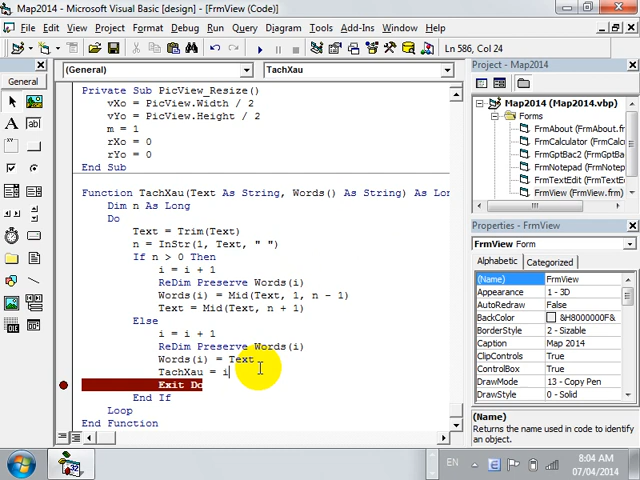 Map2014 - Microsoft Visual Basic [design] - [FrmView (Code)]
File Edit View Project Format Debug Run Query Diagram Tools Add-Ins Window Help
Ln 586, Col 24
General
(General)
TachXau
Private Sub PicView_Resize()
vXo = PicView.Width / 2
vYo = PicView.Height / 2
m = 1
rXo = 0
rYo = 0
End Sub
Function TachXau(Text As String, Words() As String) As Lon
Dim n As Long
Do
Text = Trim(Text)
n = InStr(1, Text, " ")
If n > 0 Then
i = i + 1
ReDim Preserve Words(i)
Words(i) = Mid(Text, 1, n - 1)
Text = Mid(Text, n + 1)
Else
i = i + 1
ReDim Preserve Words(i)
Words(i) = Text
TachXau = i
Exit Do
End If
Loop
End Function
Project - Map2014
Map2014 (Map2014.vbp)
Forms
FrmAbout (FrmAbout.fr
FrmCalculator (FrmCalculator
FrmGptBac2 (FrmGptBac2
FrmNotepad (FrmNotepad
FrmTextEdit (FrmTextEdit
FrmView (FrmView.frm)
Properties - FrmView
FrmView Form
Alphabetic
Categorized
(Name) FrmView
Appearance 1 - 3D
AutoRedraw False
BackColor &H8000000F&
BorderStyle 2 - Sizable
Caption Map 2014
ClipControls True
ControlBox True
DrawMode 13 - Copy Pen
DrawStyle 0 - Solid
(Name)
Returns the name used in code to identify an object.
EN
8:04 AM
07/04/2014